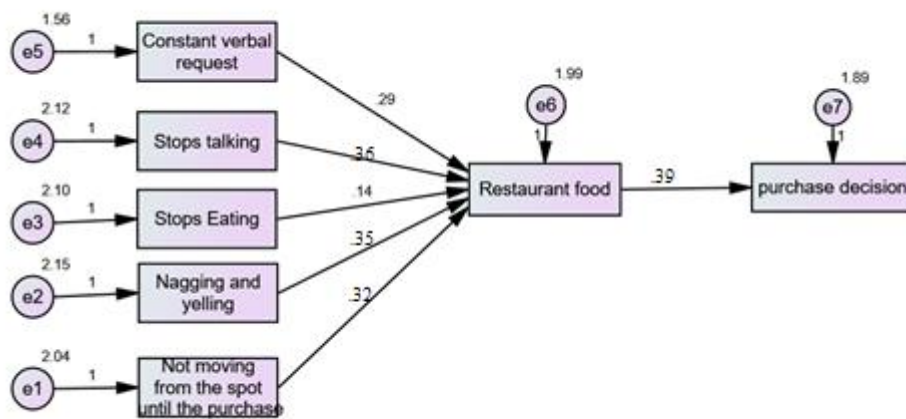 1.56
e5
1
Constant verbal
request
.29
2.12
e4
1
Stops talking
.36
2.10
e3
1
Stops Eating
.14
2.15
e2
1
Nagging and
yelling
.35
2.04
e1
1
Not moving
from the spot
until the purchase
.32
1.99
e6
1
Restaurant food
.39
1.89
e7
1
purchase decision